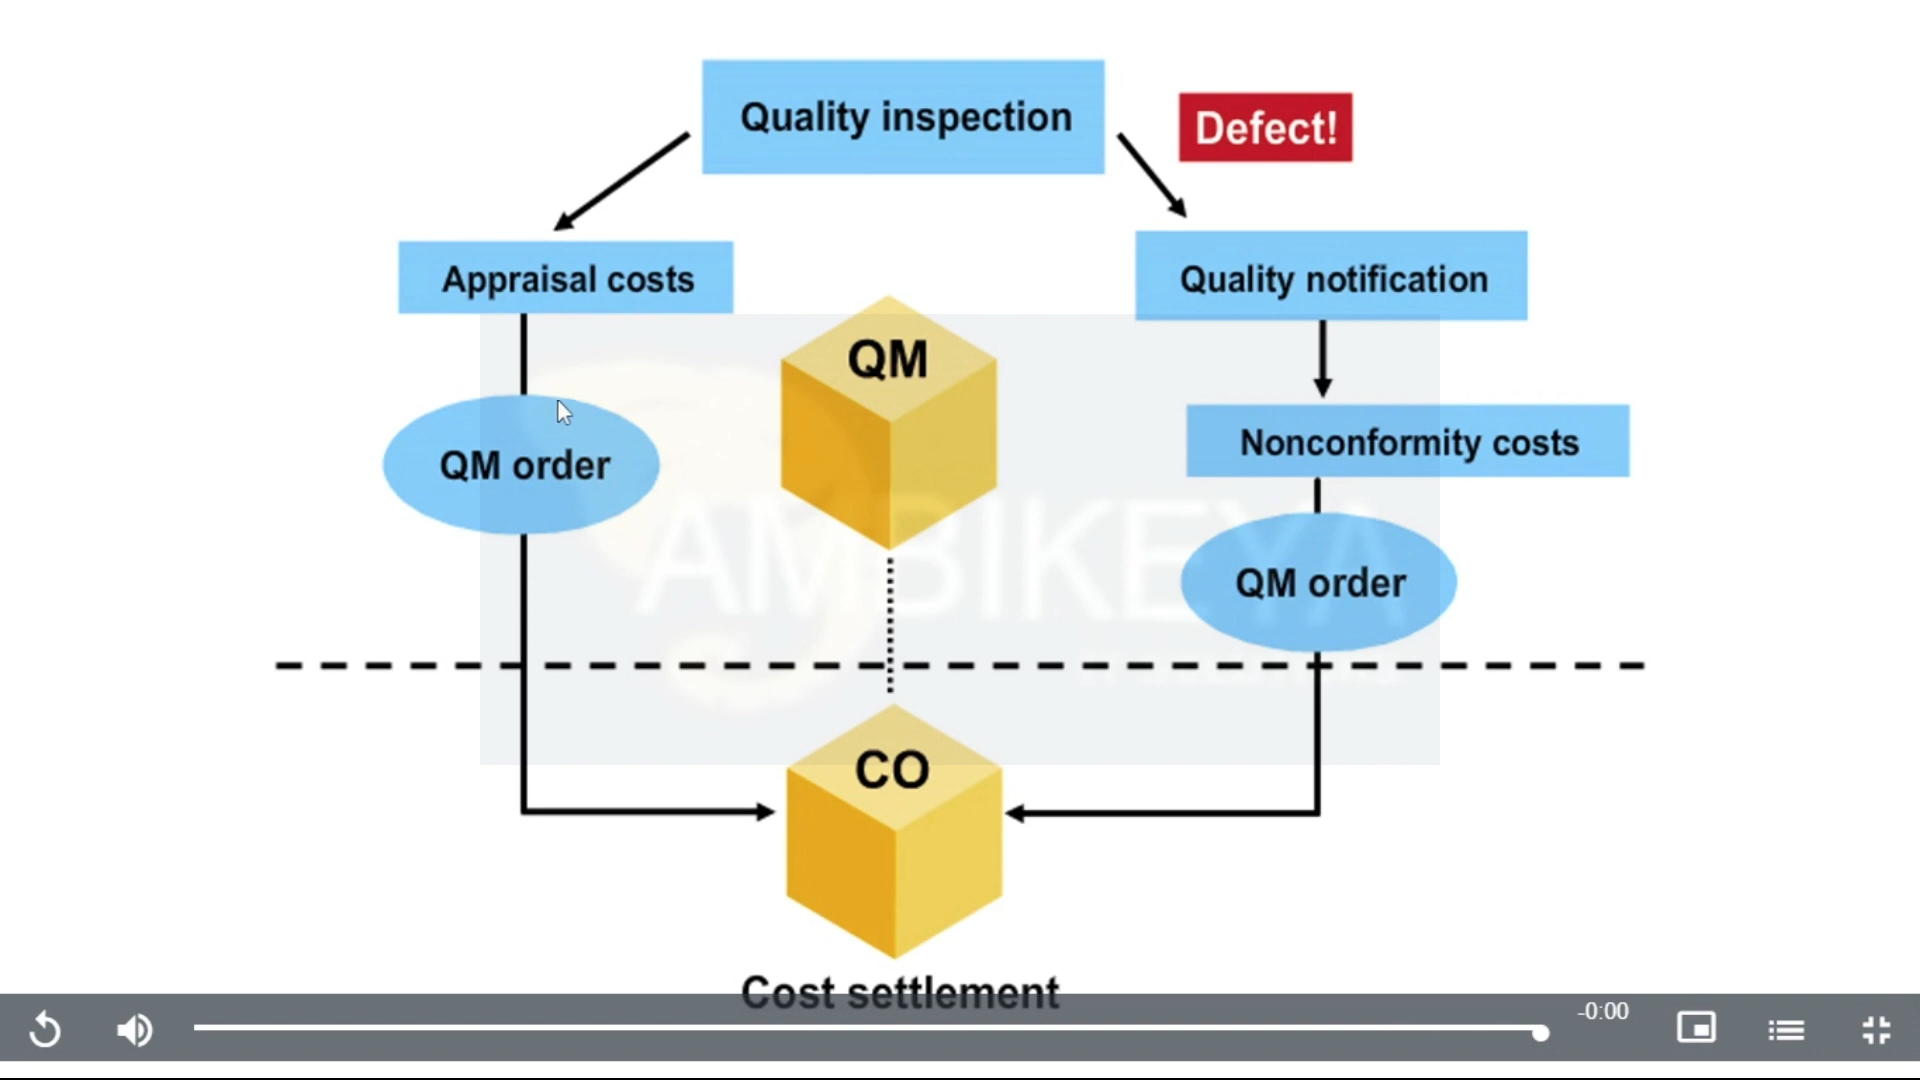 Quality inspection
Defect!
Appraisal costs
Quality notification
QM
Nonconformity costs
QM order
AMBIKEYA
QM order
CO
Cost settlement
-0:00